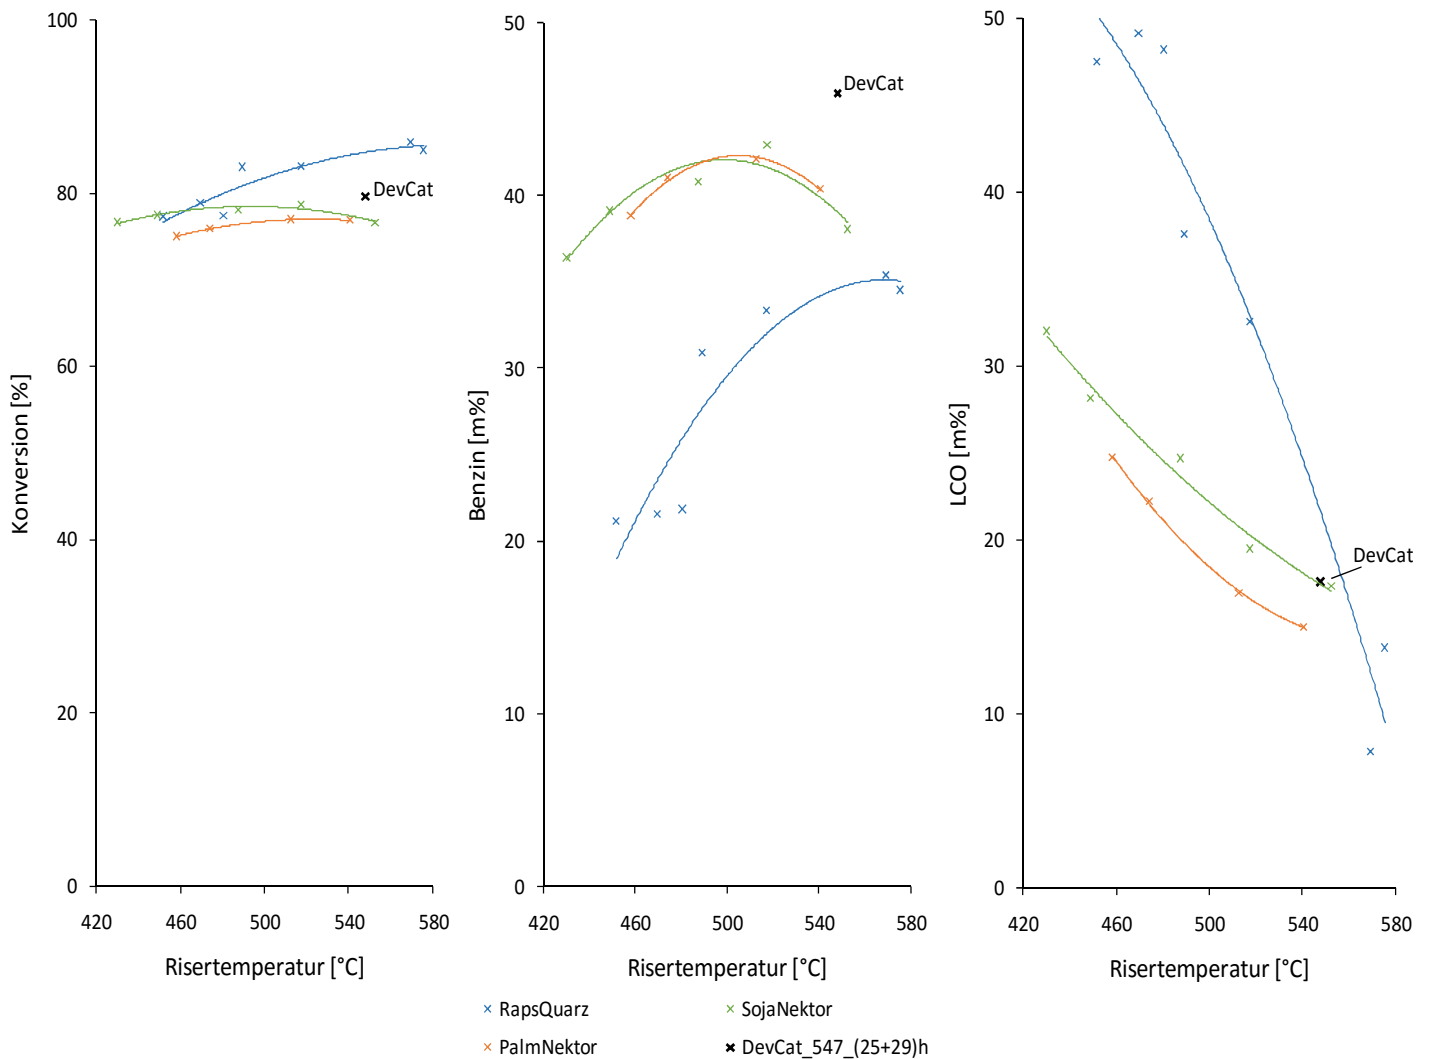 100
80
60
40
20
0
Konversion [%]
DevCat
420 460 500 540 580
Risertemperatur [°C]
50
40
30
20
10
0
Benzin [m%]
DevCat
420 460 500 540 580
Risertemperatur [°C]
50
40
30
20
10
0
LCO [m%]
DevCat
420 460 500 540 580
Risertemperatur [°C]
RapsQuarz
SojaNektor
PalmNektor
DevCat_547_(25+29)h